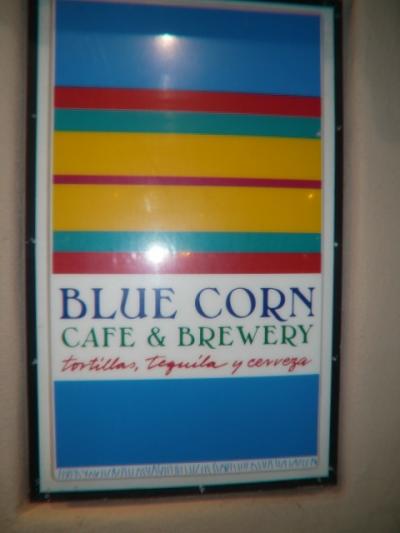 BLUE CORN
CAFE & BREWERY
tortillas, tequila y cerveza